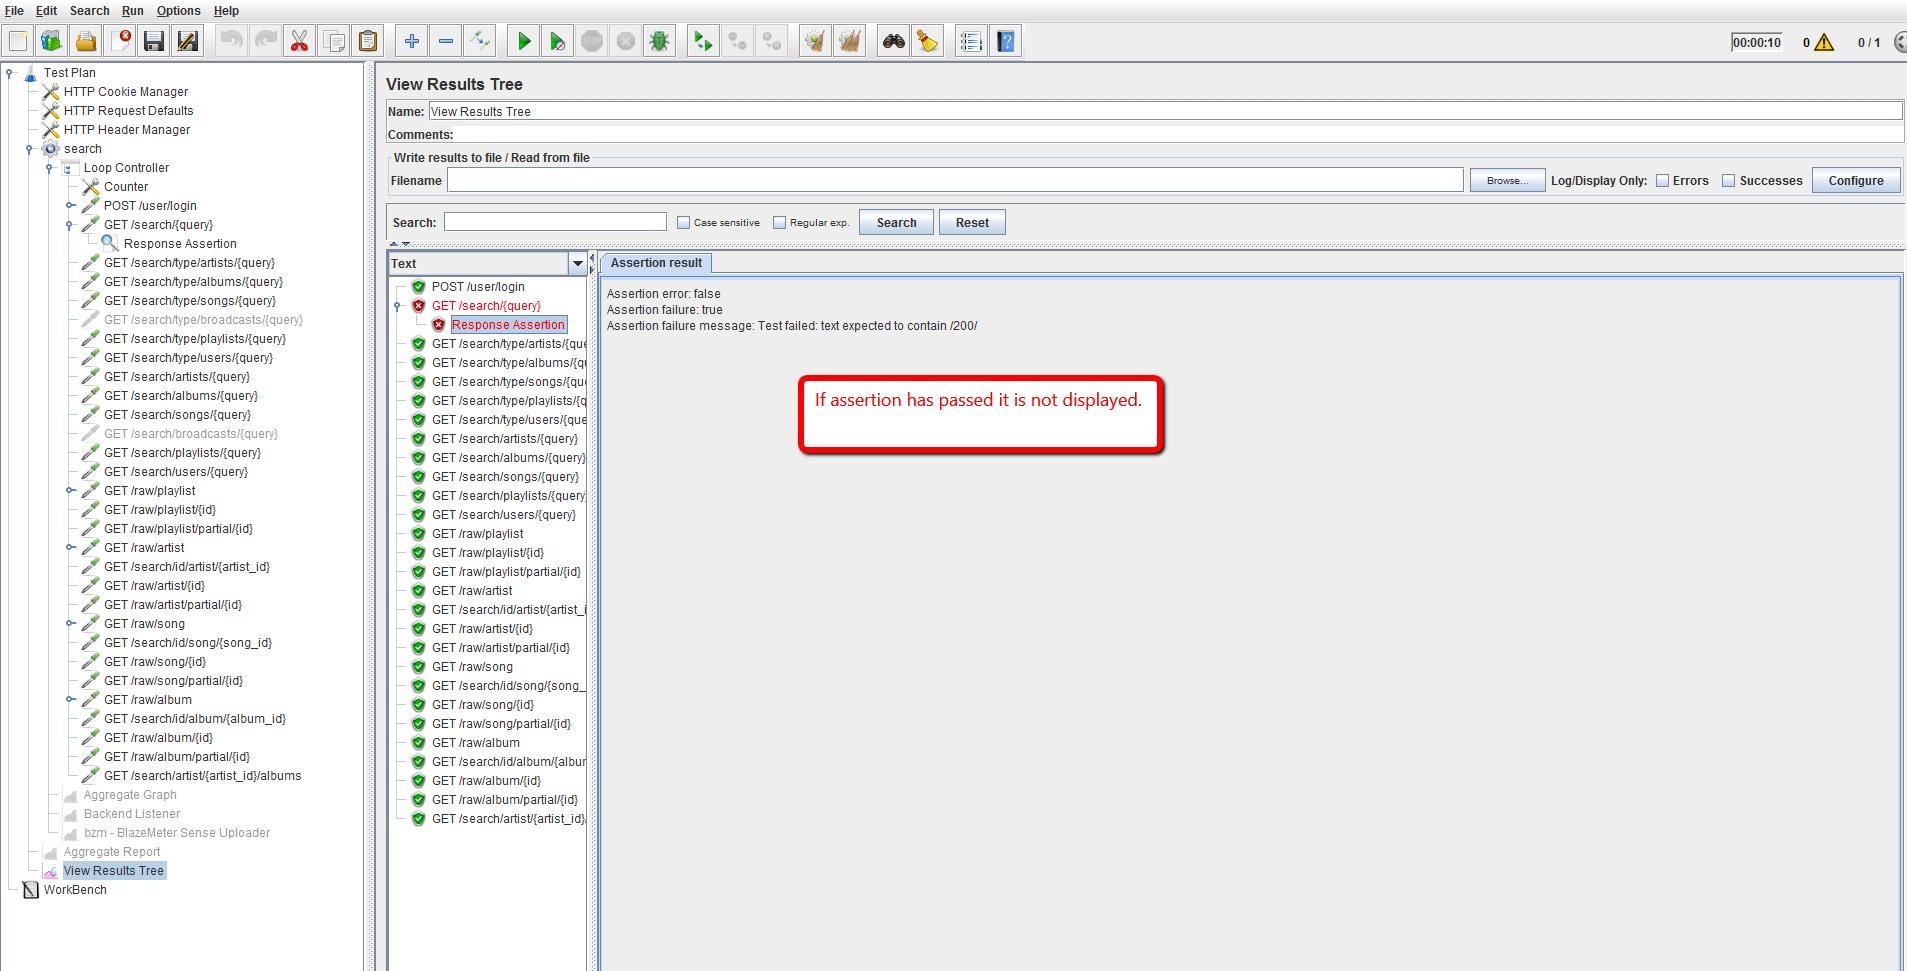 File Edit Search Run Options Help
00:00:10 0 0 / 1
Test Plan
HTTP Cookie Manager
HTTP Request Defaults
HTTP Header Manager
search
Loop Controller
Counter
POST /user/login
GET /search/{query}
Response Assertion
GET /search/type/artists/{query}
GET /search/type/albums/{query}
GET /search/type/songs/{query}
GET /search/type/broadcasts/{query}
GET /search/type/playlists/{query}
GET /search/type/users/{query}
GET /search/artists/{query}
GET /search/albums/{query}
GET /search/songs/{query}
GET /search/broadcasts/{query}
GET /search/playlists/{query}
GET /search/users/{query}
GET /raw/playlist
GET /raw/playlist/{id}
GET /raw/playlist/partial/{id}
GET /raw/artist
GET /search/id/artist/{artist_id}
GET /raw/artist/{id}
GET /raw/artist/partial/{id}
GET /raw/song
GET /search/id/song/{song_id}
GET /raw/song/{id}
GET /raw/song/partial/{id}
GET /raw/album
GET /search/id/album/{album_id}
GET /raw/album/{id}
GET /raw/album/partial/{id}
GET /search/artist/{artist_id}/albums
Aggregate Graph
Backend Listener
bzm - BlazeMeter Sense Uploader
Aggregate Report
View Results Tree
WorkBench
View Results Tree
Name: View Results Tree
Comments:
Write results to file / Read from file
Filename Browse... Log/Display Only: Errors Successes Configure
Search: Case sensitive Regular exp. Search Reset
Text
POST /user/login
GET /search/{query}
Response Assertion
GET /search/type/artists/{que
GET /search/type/albums/{qu
GET /search/type/songs/{que
GET /search/type/playlists/{q
GET /search/type/users/{que
GET /search/artists/{query}
GET /search/albums/{query}
GET /search/songs/{query}
GET /search/playlists/{query}
GET /search/users/{query}
GET /raw/playlist
GET /raw/playlist/{id}
GET /raw/playlist/partial/{id}
GET /raw/artist
GET /search/id/artist/{artist_i
GET /raw/artist/{id}
GET /raw/artist/partial/{id}
GET /raw/song
GET /search/id/song/{song_
GET /raw/song/{id}
GET /raw/song/partial/{id}
GET /raw/album
GET /search/id/album/{albur
GET /raw/album/{id}
GET /raw/album/partial/{id}
GET /search/artist/{artist_id}
Assertion result
Assertion error: false
Assertion failure: true
Assertion failure message: Test failed: text expected to contain /200/
If assertion has passed it is not displayed.